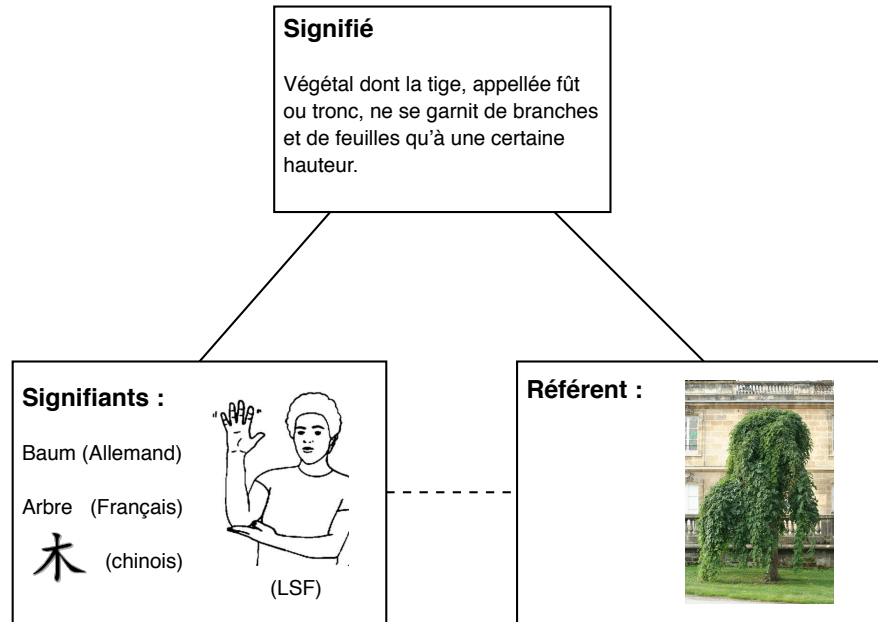 Signifié
Végétal dont la tige, appellée fût
ou tronc, ne se garnit de branches
et de feuilles qu'à une certaine
hauteur.
Signifiants :
Baum (Allemand)
Arbre (Français)
木 (chinois)
(LSF)
Référent :